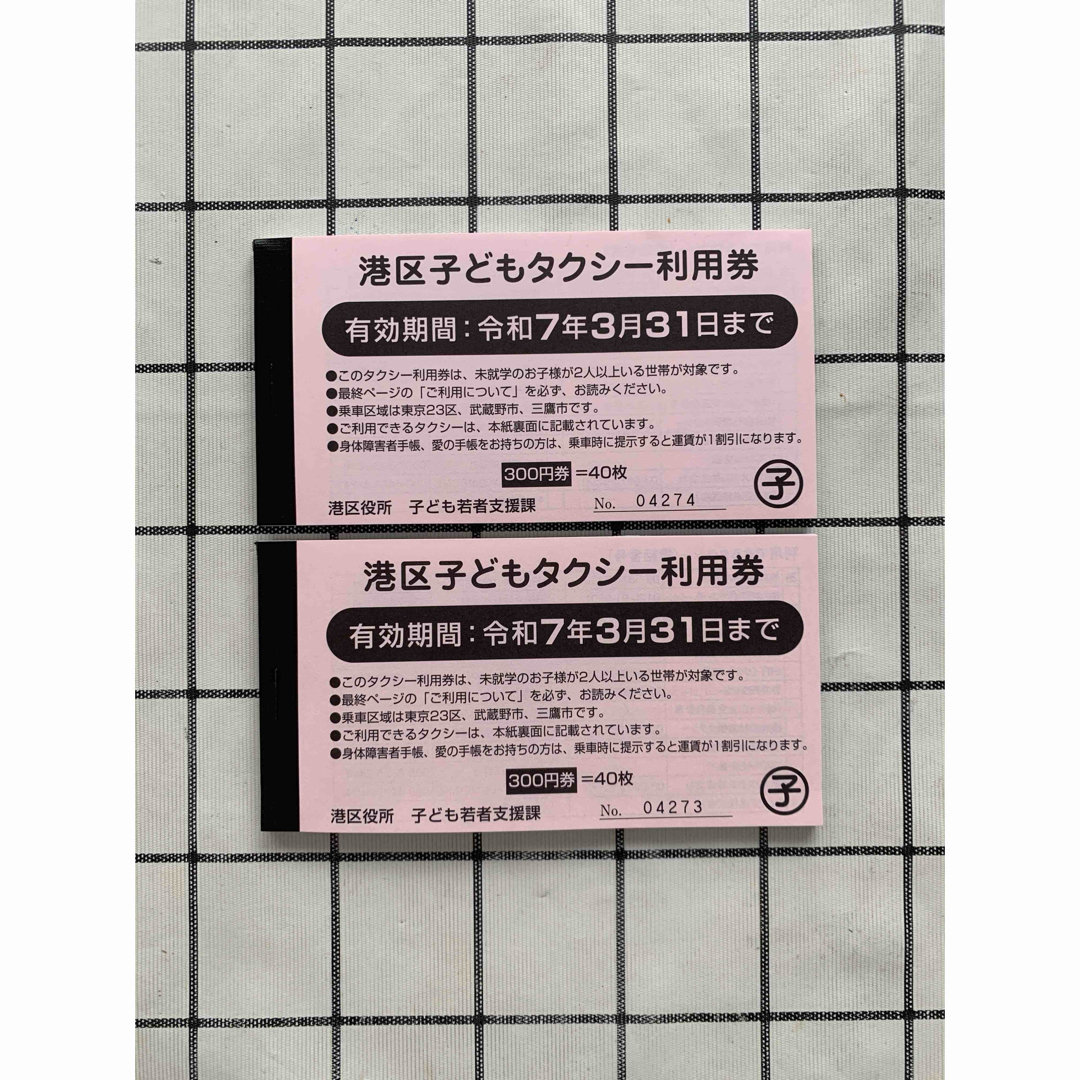 港区子どもタクシー利用券
有効期間：令和7年3月31日まで
●このタクシー利用券は、未就学のお子様が2人以上いる世帯が対象です。
●最終ページの「ご利用について」を必ず、お読みください。
●乗車区域は東京23区、武蔵野市、三鷹市です。
●ご利用できるタクシーは、本紙裏面に記載されています。
●身体障害者手帳、愛の手帳をお持ちの方は、乗車時に提示すると運賃が1割引になります。
300円券＝40枚
子
港区役所　子ども若者支援課　No. 04274
港区子どもタクシー利用券
有効期間：令和7年3月31日まで
●このタクシー利用券は、未就学のお子様が2人以上いる世帯が対象です。
●最終ページの「ご利用について」を必ず、お読みください。
●乗車区域は東京23区、武蔵野市、三鷹市です。
●ご利用できるタクシーは、本紙裏面に記載されています。
●身体障害者手帳、愛の手帳をお持ちの方は、乗車時に提示すると運賃が1割引になります。
300円券＝40枚
子
港区役所　子ども若者支援課　No. 04273